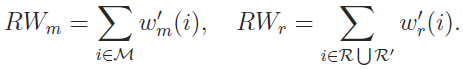 $RW_m = \sum_{i \in \mathcal{M}} w'_m(i), \quad RW_r = \sum_{i \in \mathcal{R} \bigcup \mathcal{R}'} w'_r(i).$